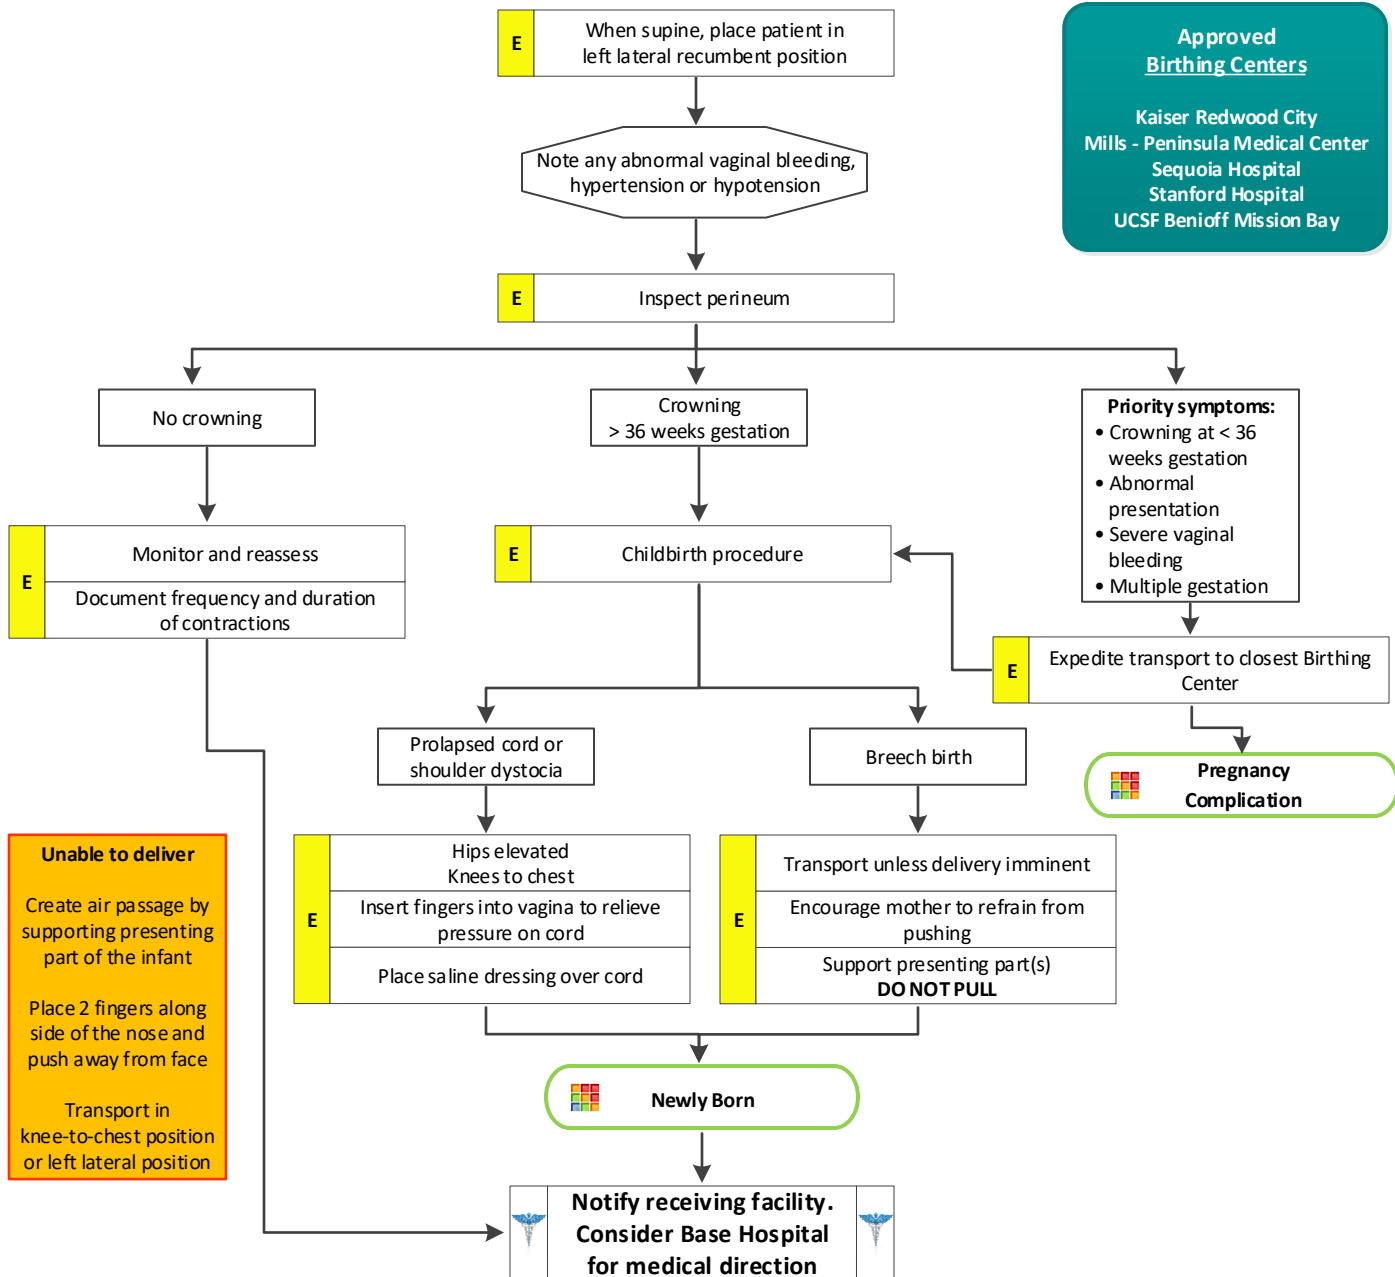 E
When supine, place patient in
left lateral recumbent position
Approved
Birthing Centers
Kaiser Redwood City
Mills - Peninsula Medical Center
Sequoia Hospital
Stanford Hospital
UCSF Benioff Mission Bay
Note any abnormal vaginal bleeding,
hypertension or hypotension
E
Inspect perineum
No crowning
Crowning
> 36 weeks gestation
Priority symptoms:
• Crowning at < 36
weeks gestation
• Abnormal
presentation
• Severe vaginal
bleeding
• Multiple gestation
E
Monitor and reassess
Document frequency and duration
of contractions
E
Childbirth procedure
E
Expedite transport to closest Birthing
Center
Prolapsed cord or
shoulder dystocia
Breech birth
Pregnancy
Complication
Unable to deliver
Create air passage by
supporting presenting
part of the infant
Place 2 fingers along
side of the nose and
push away from face
Transport in
knee-to-chest position
or left lateral position
E
Hips elevated
Knees to chest
Insert fingers into vagina to relieve
pressure on cord
Place saline dressing over cord
E
Transport unless delivery imminent
Encourage mother to refrain from
pushing
Support presenting part(s)
DO NOT PULL
Newly Born
Notify receiving facility.
Consider Base Hospital
for medical direction